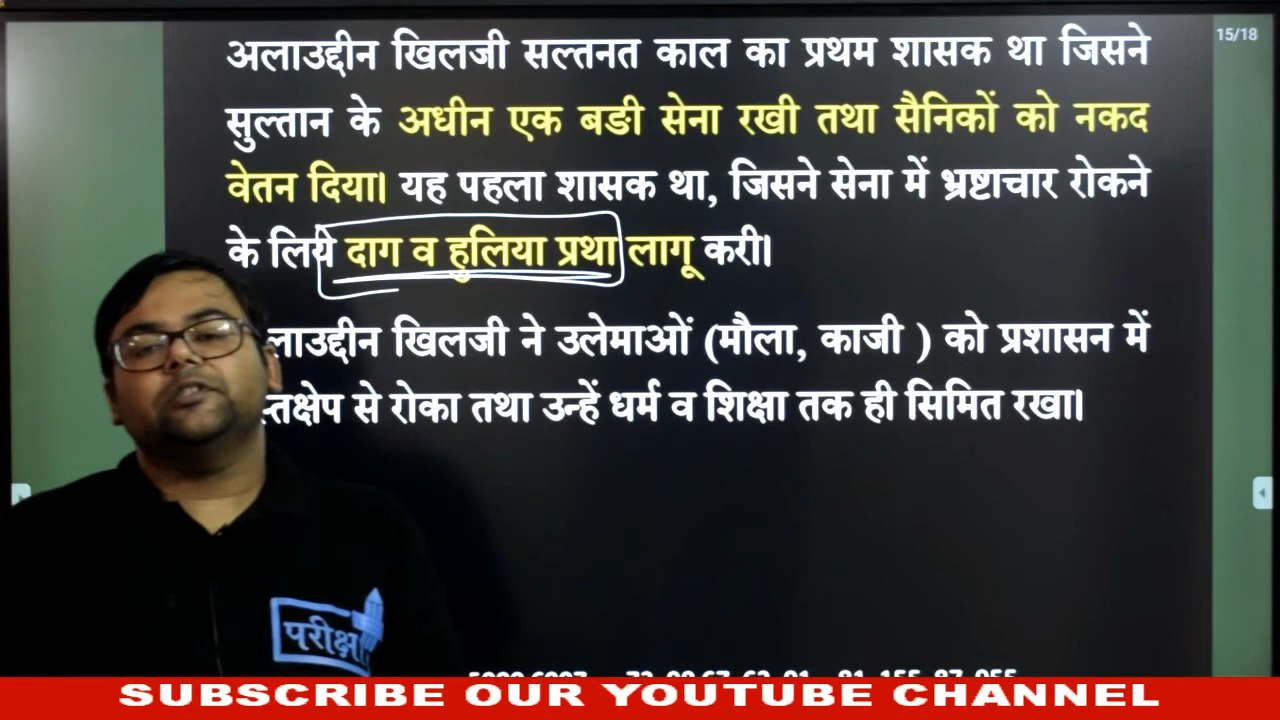 15/18
अलाउद्दीन खिलजी सल्तनत काल का प्रथम शासक था जिसने
सुल्तान के अधीन एक बङी सेना रखी तथा सैनिकों को नकद
वेतन दिया। यह पहला शासक था, जिसने सेना में भ्रष्टाचार रोकने
के लिये दाग व हुलिया प्रथा लागू करी।
लाउद्दीन खिलजी ने उलेमाओं (मौला, काजी ) को प्रशासन में
स्तक्षेप से रोका तथा उन्हें धर्म व शिक्षा तक ही सिमित रखा।
परीक्षा
SUBSCRIBE OUR YOUTUBE CHANNEL